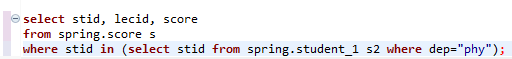 select stid, lecid, score
from spring.score s
where stid in (select stid from spring.student_1 s2 where dep="phy");